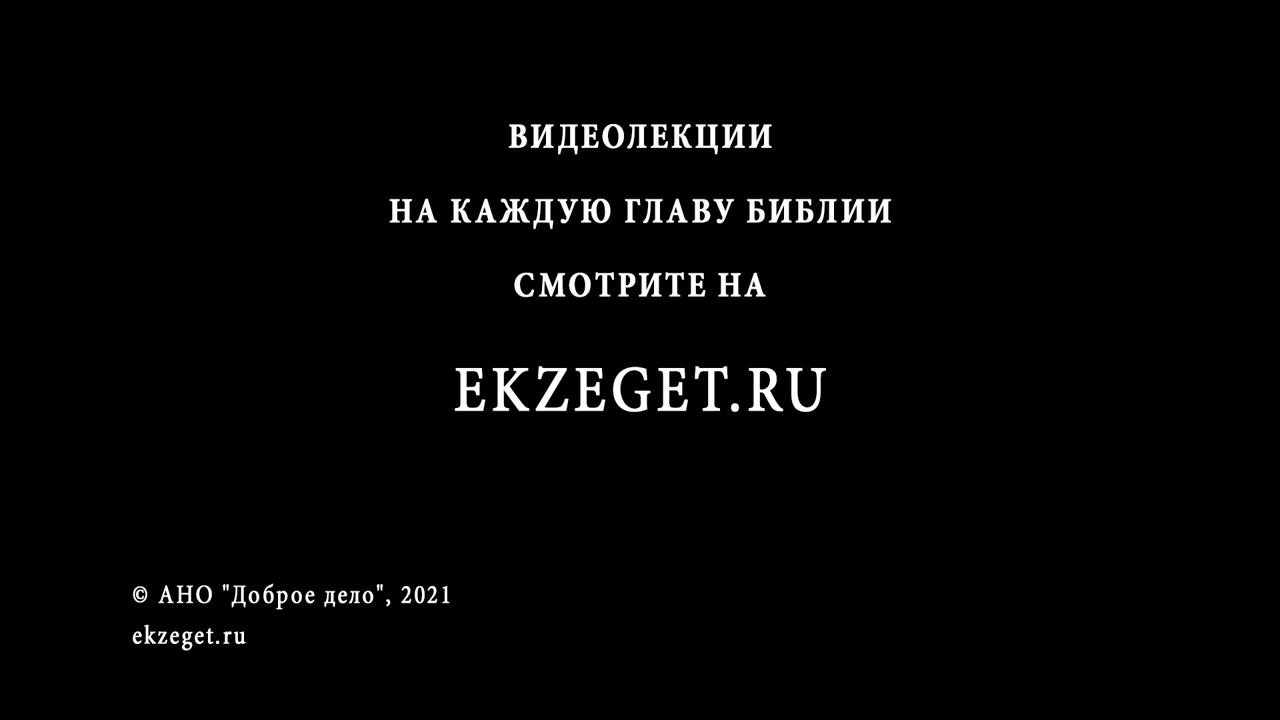 ВИДЕОЛЕКЦИИ
НА КАЖДУЮ ГЛАВУ БИБЛИИ
СМОТРИТЕ НА
EKZEGET.RU
© АНО "Доброе дело", 2021
ekzeget.ru